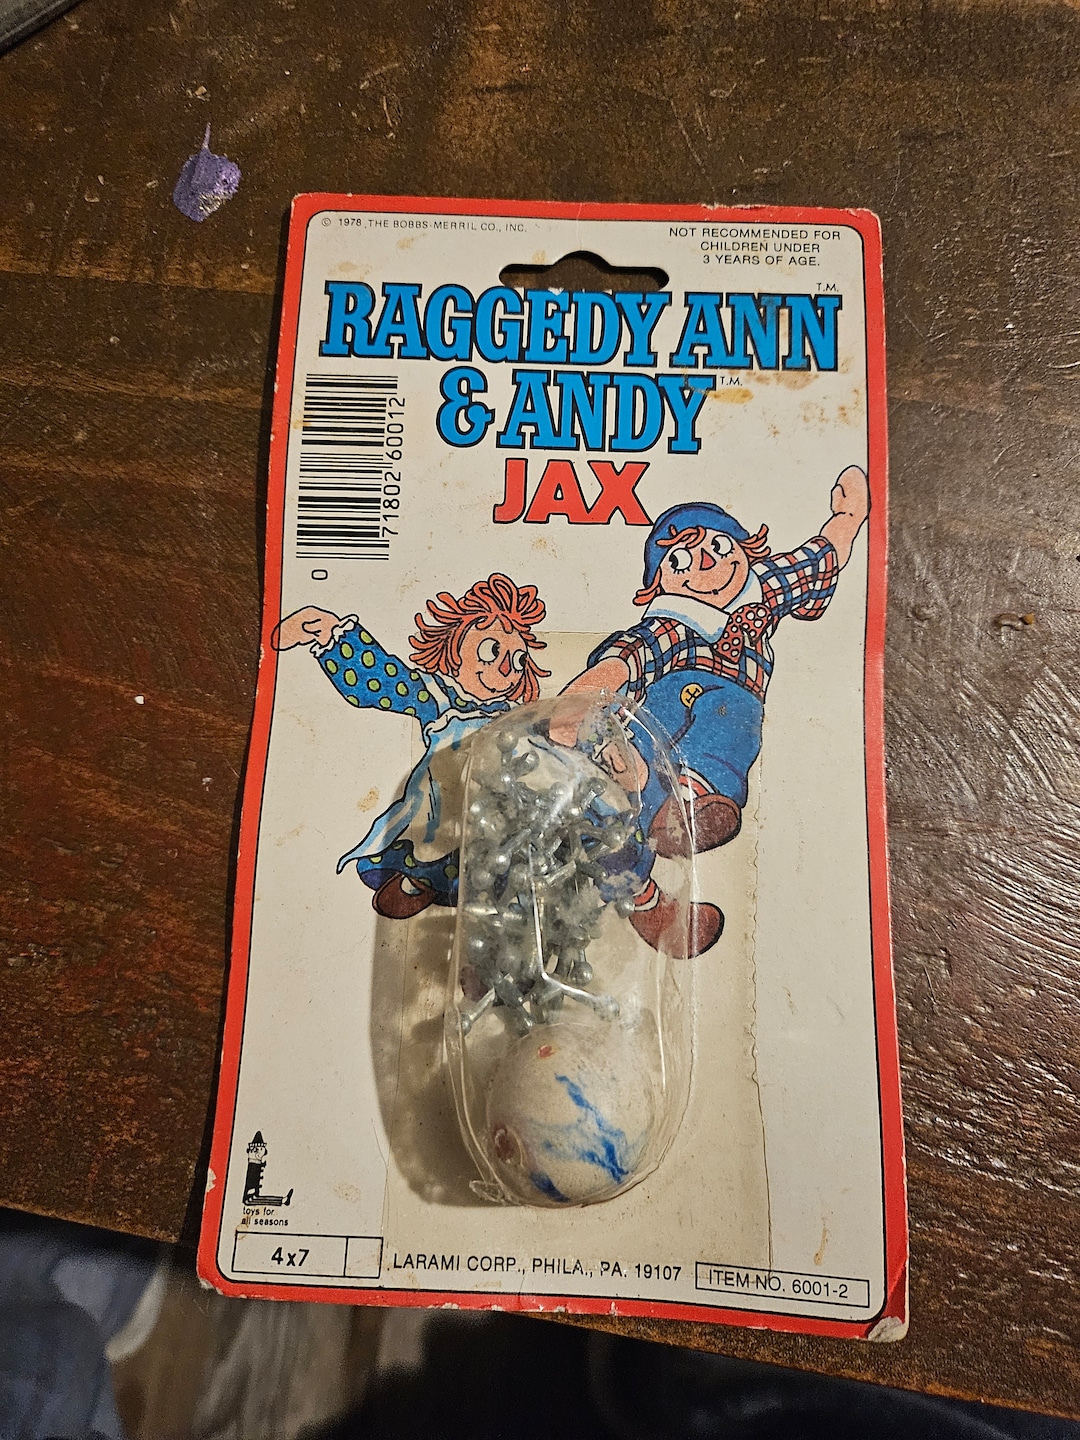 © 1978, THE BOBBS-MERRIL CO., INC.
NOT RECOMMENDED FOR
CHILDREN UNDER
3 YEARS OF AGE.
RAGGEDY ANN T.M.
& ANDY T.M.
JAX
0 71802 60012
toys for
all seasons
4x7
LARAMI CORP., PHILA., PA. 19107
ITEM NO. 6001-2